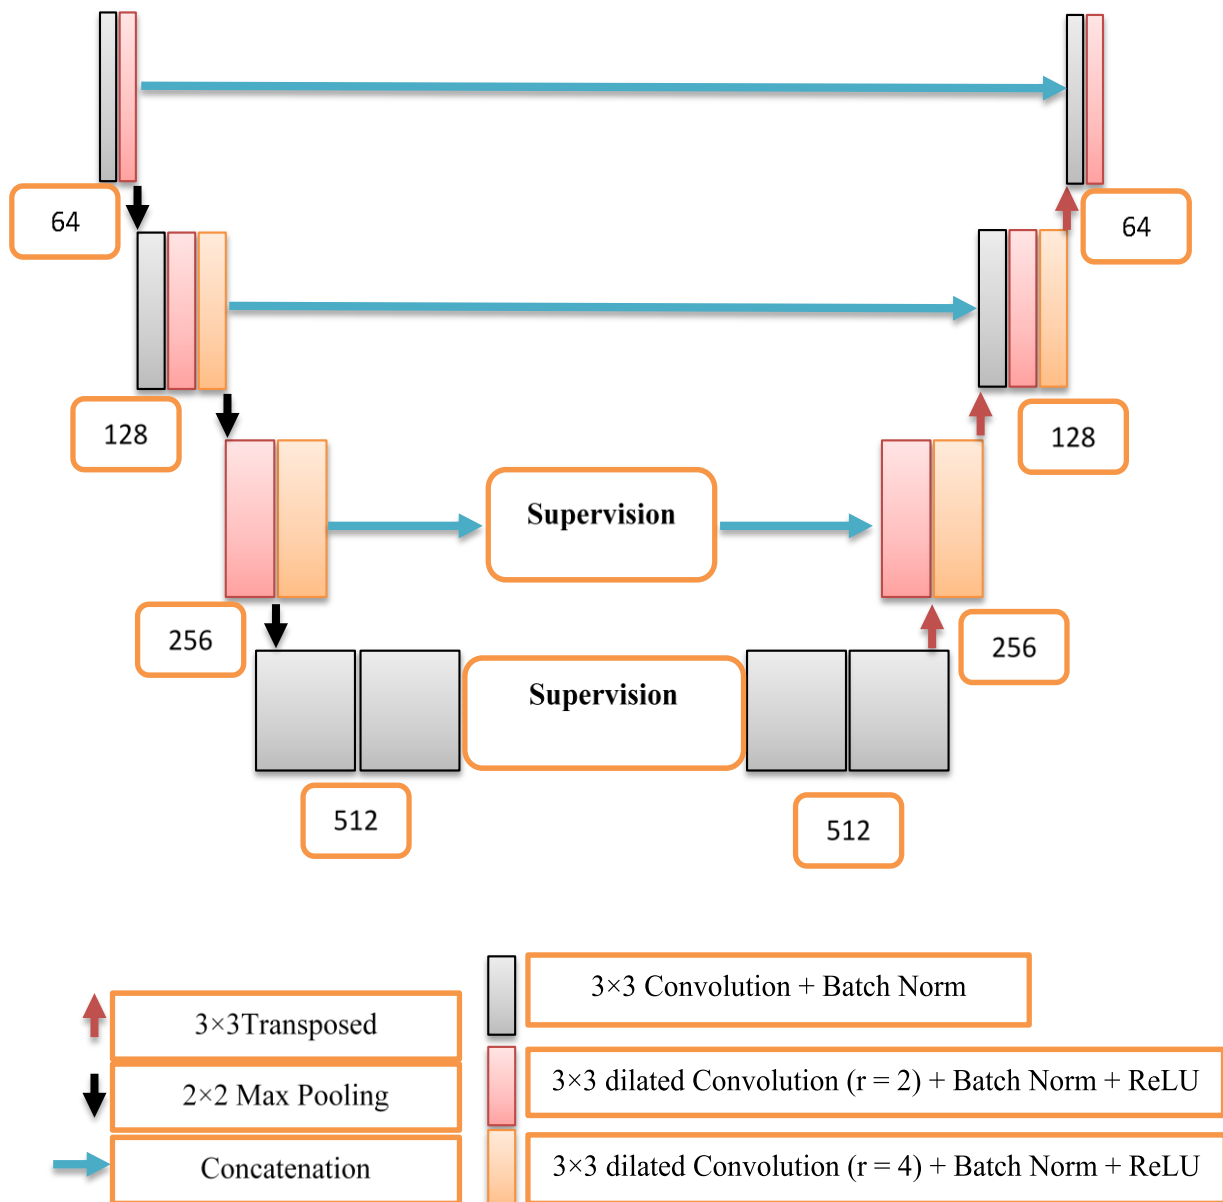 64
64
128
128
Supervision
256
256
Supervision
512
512
3×3 Convolution + Batch Norm
3×3Transposed
3×3 dilated Convolution (r = 2) + Batch Norm + ReLU
2×2 Max Pooling
3×3 dilated Convolution (r = 4) + Batch Norm + ReLU
Concatenation